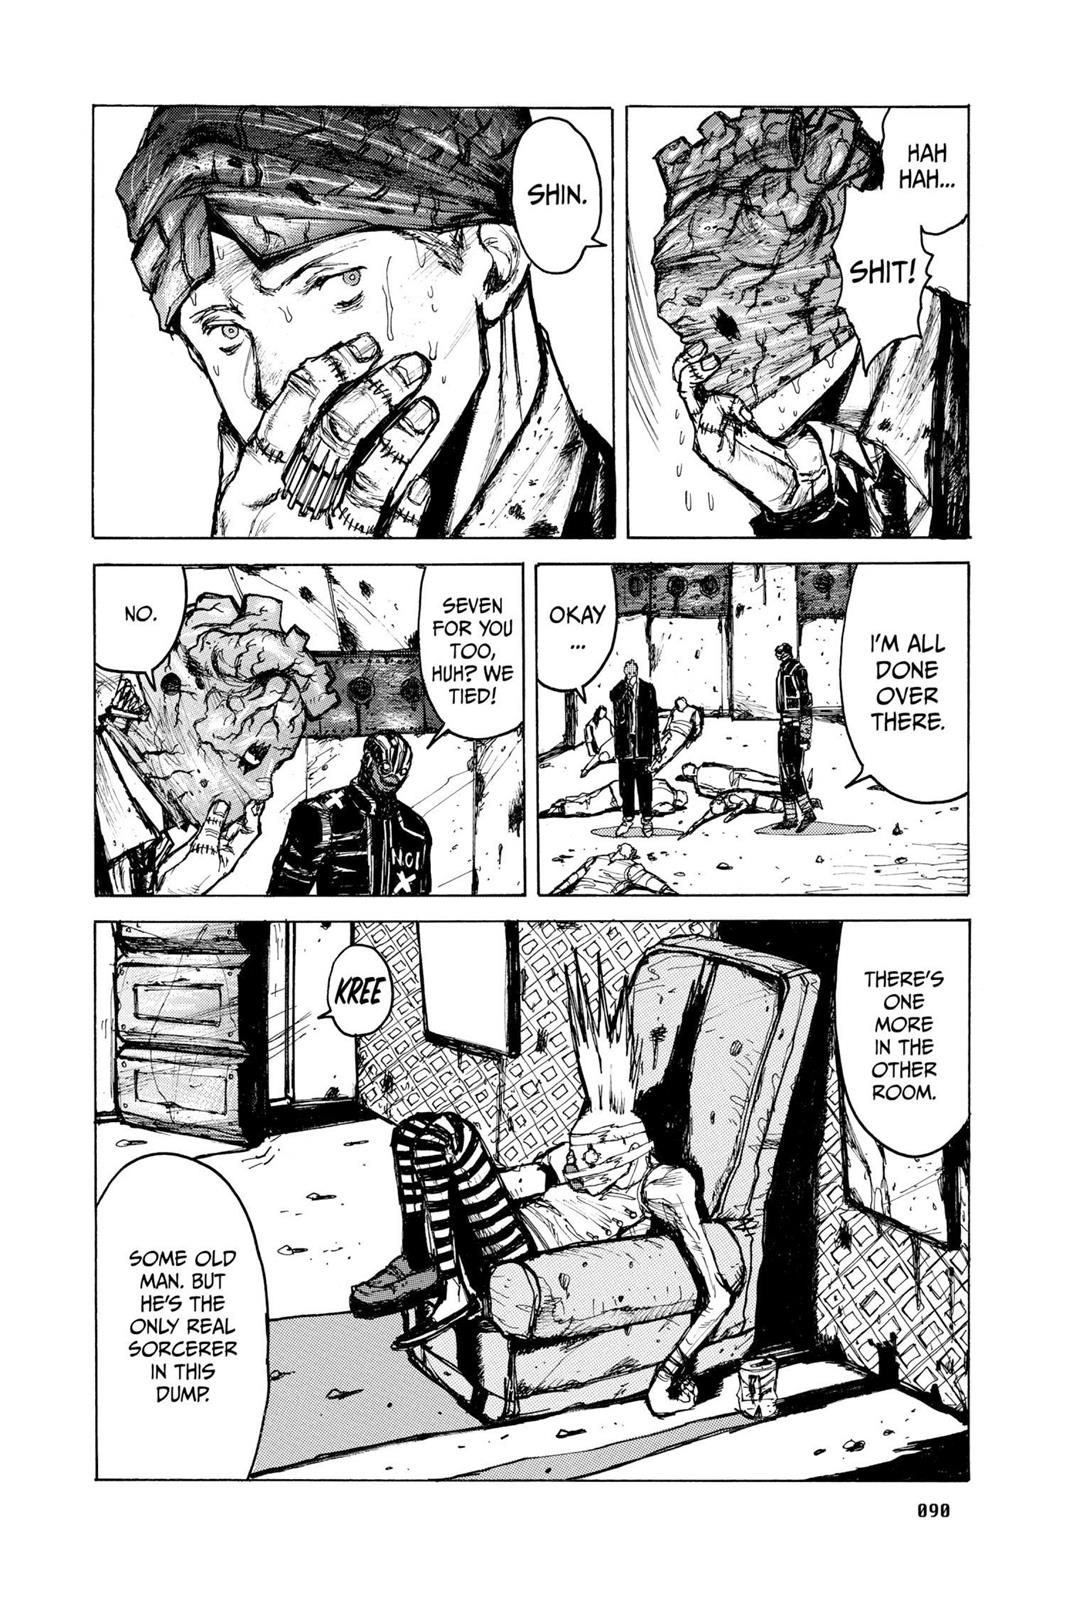 SHIN.
HAH
HAH...
SHIT!
NO.
SEVEN
FOR YOU
TOO,
HUH? WE
TIED!
N.O!
OKAY
...
I'M ALL
DONE
OVER
THERE.
KREE
THERE'S
ONE
MORE
IN THE
OTHER
ROOM.
SOME OLD
MAN. BUT
HE'S THE
ONLY REAL
SORCERER
IN THIS
DUMP.
090